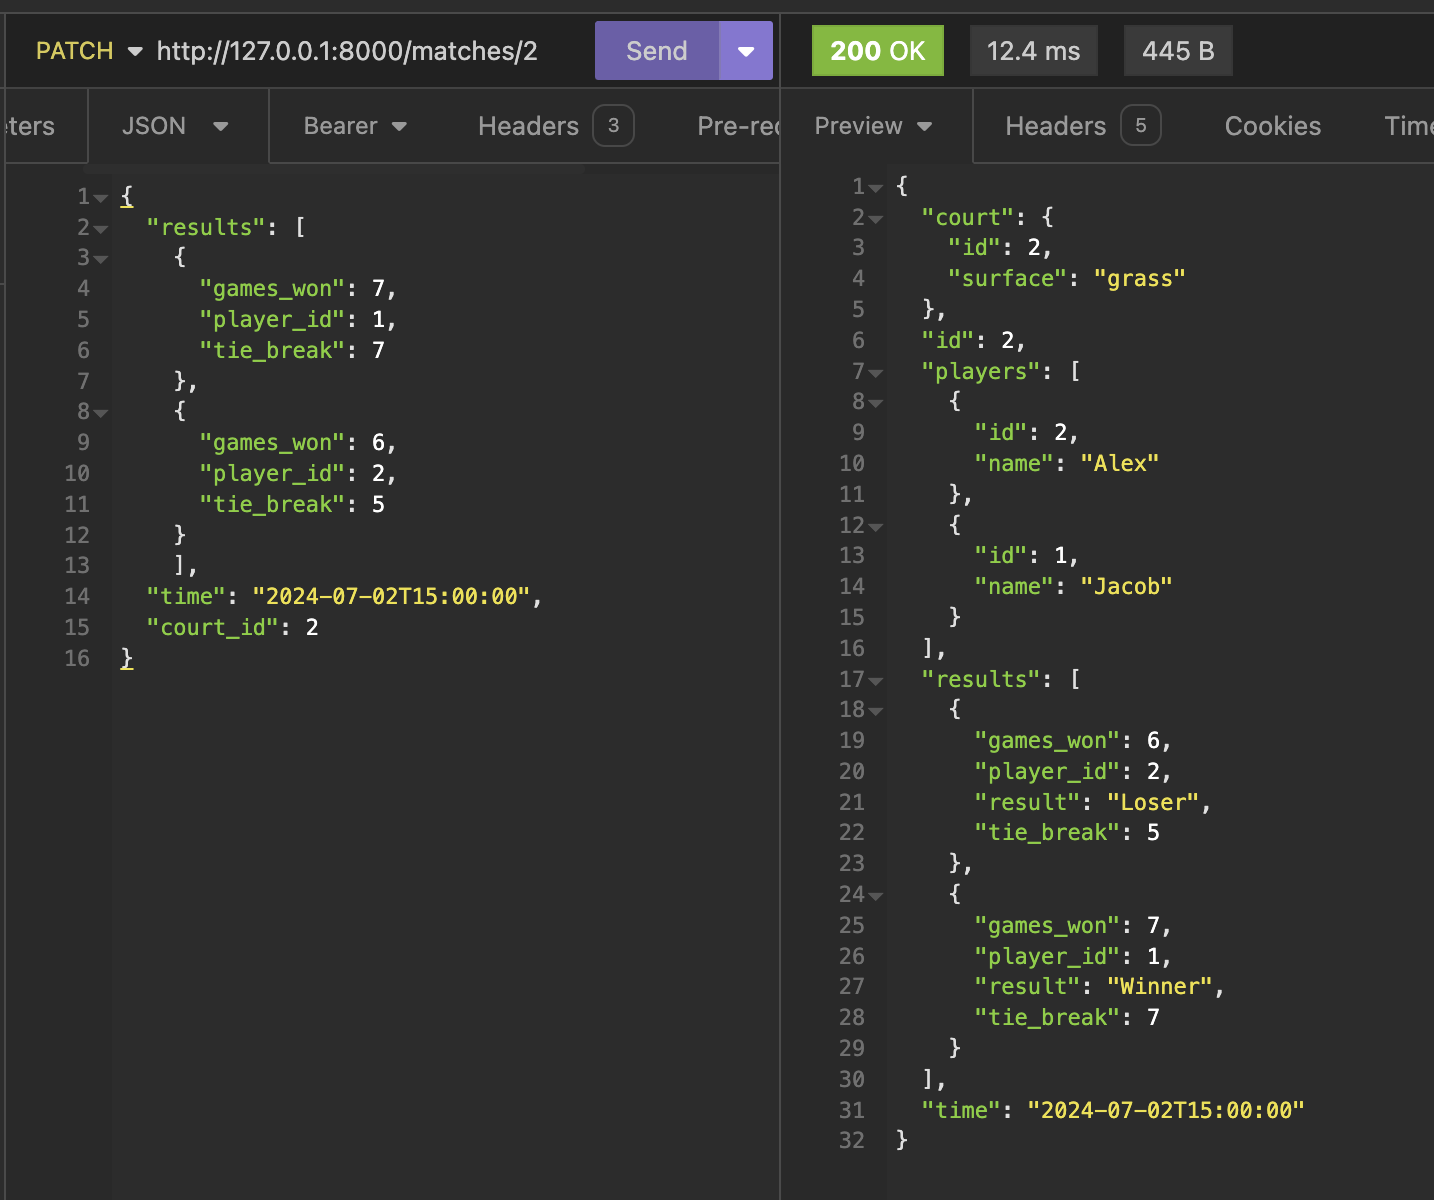 PATCH http://127.0.0.1:8000/matches/2 Send
JSON Bearer Headers 3
1 {
2 "results": [
3 {
4 "games_won": 7,
5 "player_id": 1,
6 "tie_break": 7
7 },
8 {
9 "games_won": 6,
10 "player_id": 2,
11 "tie_break": 5
12 }
13 ],
14 "time": "2024-07-02T15:00:00",
15 "court_id": 2
16 }
200 OK 12.4 ms 445 B
Preview Headers 5 Cookies
1 {
2 "court": {
3 "id": 2,
4 "surface": "grass"
5 },
6 "id": 2,
7 "players": [
8 {
9 "id": 2,
10 "name": "Alex"
11 },
12 {
13 "id": 1,
14 "name": "Jacob"
15 }
16 ],
17 "results": [
18 {
19 "games_won": 6,
20 "player_id": 2,
21 "result": "Loser",
22 "tie_break": 5
23 },
24 {
25 "games_won": 7,
26 "player_id": 1,
27 "result": "Winner",
28 "tie_break": 7
29 }
30 ],
31 "time": "2024-07-02T15:00:00"
32 }